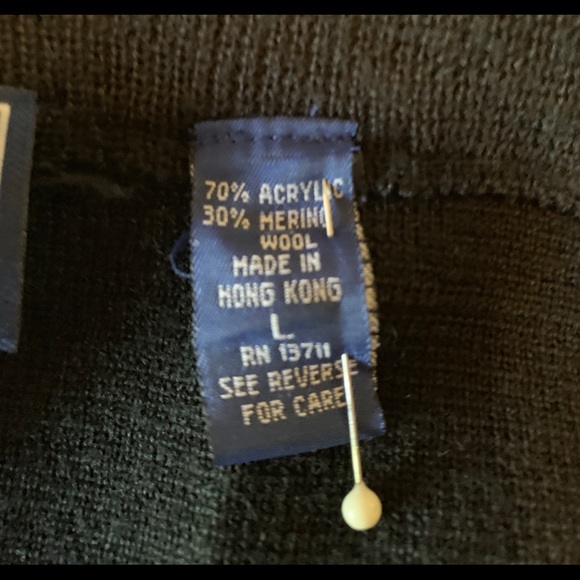 70% ACRYLIC
30% MERINO
WOOL
MADE IN
HONG KONG
L
RN 13711
SEE REVERSE
FOR CARE